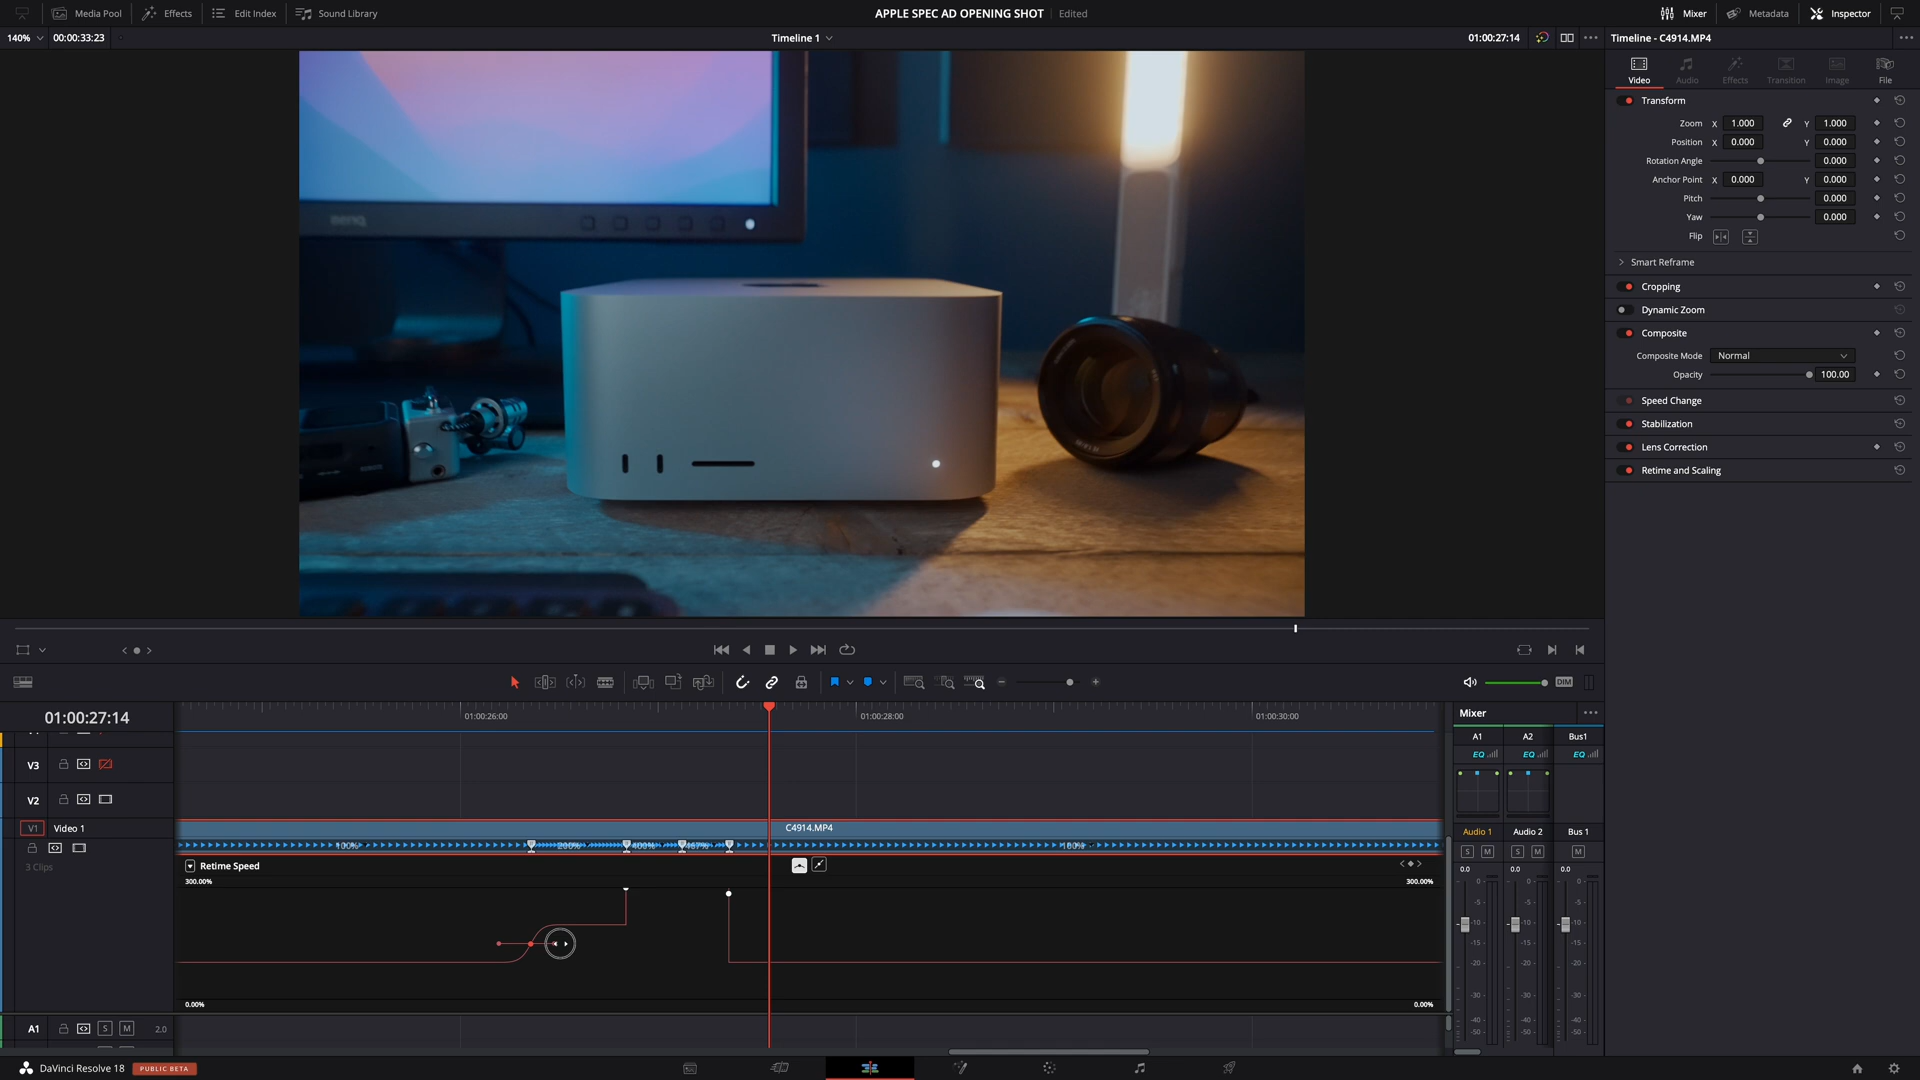 Media Pool Effects Edit Index Sound Library APPLE SPEC AD OPENING SHOT Edited Mixer Metadata Inspector
140% 00:00:33:23 Timeline 1 01:00:27:14 Timeline - C4914.MP4
Video Audio Effects Transition Image File
Transform
Zoom X 1.000 Y 1.000
Position X 0.000 Y 0.000
Rotation Angle 0.000
Anchor Point X 0.000 Y 0.000
Pitch 0.000
Yaw 0.000
Flip
Smart Reframe
Cropping
Dynamic Zoom
Composite
Composite Mode Normal
Opacity 100.00
Speed Change
Stabilization
Lens Correction
Retime and Scaling
BenQ
DIM
01:00:27:14 01:00:26:00 01:00:28:00 01:00:30:00
V3
V2
V1 Video 1 C4914.MP4
100% 200% 400% 467% 100%
3 Clips
Retime Speed
300.00% 300.00%
0.00% 0.00%
A1 S M 2.0
Mixer
A1 A2 Bus1
EQ EQ EQ
Audio 1 Audio 2 Bus 1
S M S M M
0.0 0.0 0.0
0 0 0
-5 -5 -5
-10 -10 -10
-15 -15 -15
-20 -20 -20
-30 -30 -30
-40 -40 -40
-50 -50 -50
DaVinci Resolve 18 PUBLIC BETA